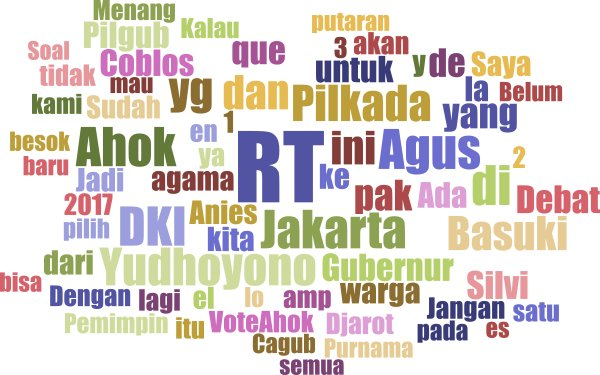 Menang
Pilgub Kalau putaran
Soal Coblos que 3 akan
tidak mau untuk y de Saya
kami Sudah yg dan Pilkada la Belum
1 yang
besok Ahok en RT ini Agus
baru ya 2
Jadi agama ke pak Ada di Debat
2017
pilih DKI Anies kita Jakarta Basuki
dari Yudhoyono Gubernur
bisa Dengan lagi el lo amp warga Silvi
Jangan satu
Pemimpin itu VoteAhok Djarot pada es
Cagub Purnama
semua